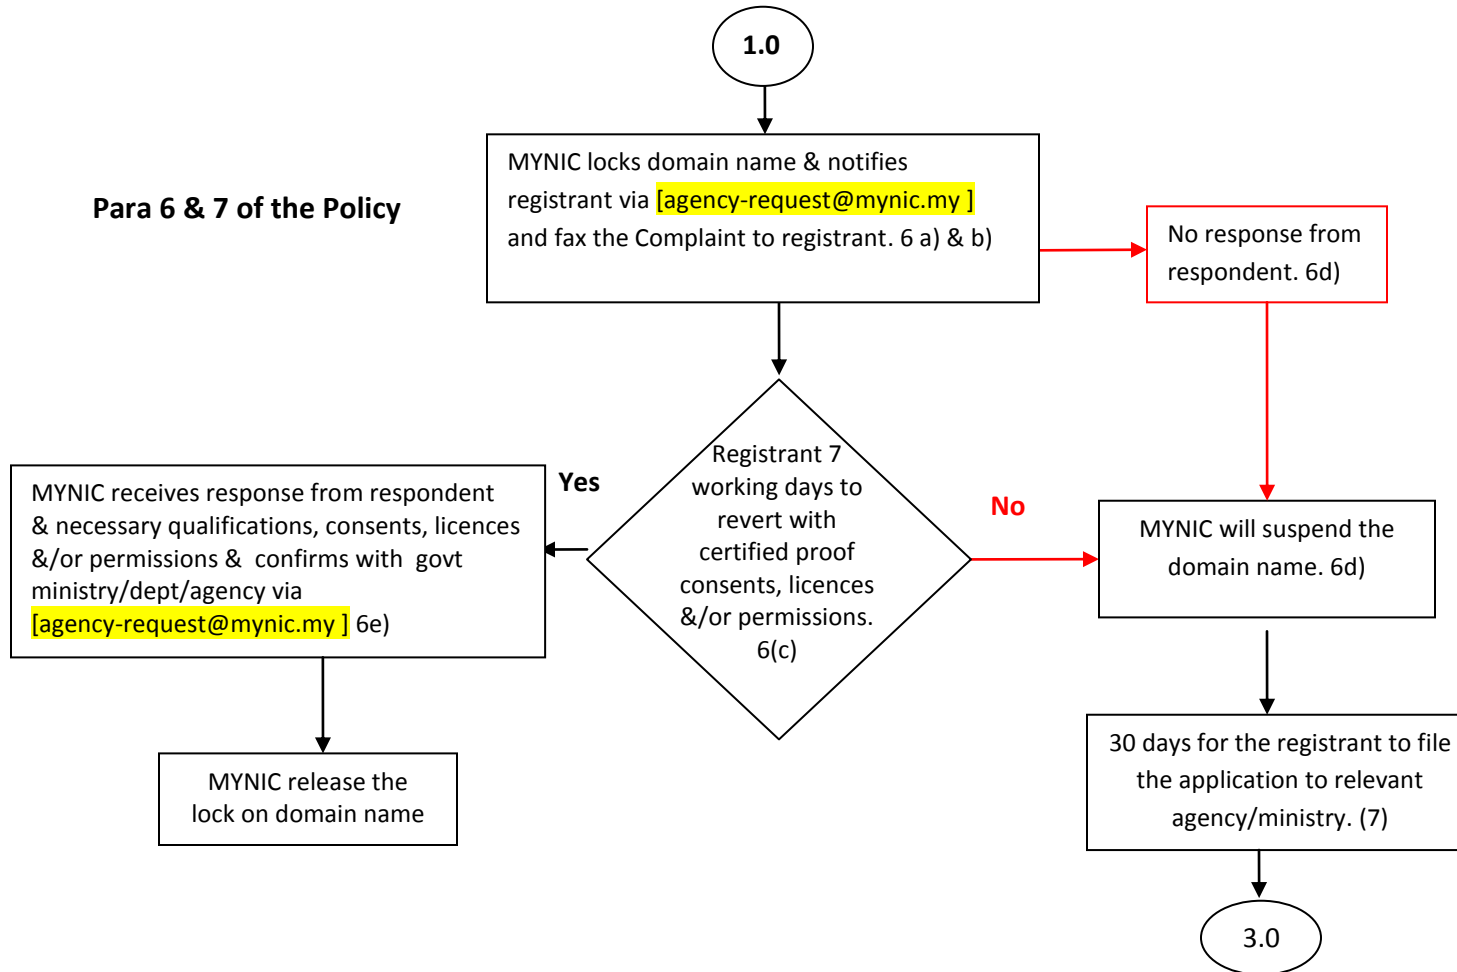 1.0
MYNIC locks domain name & notifies
registrant via [agency-request@mynic.my ]
and fax the Complaint to registrant. 6 a) & b)
Para 6 & 7 of the Policy
No response from
respondent. 6d)
Registrant 7
working days to
revert with
certified proof
consents, licences
&/or permissions.
6(c)
Yes
No
MYNIC receives response from respondent
& necessary qualifications, consents, licences
&/or permissions &  confirms with  govt
ministry/dept/agency via
[agency-request@mynic.my ] 6e)
MYNIC will suspend the
domain name. 6d)
MYNIC release the
lock on domain name
30 days for the registrant to file
the application to relevant
agency/ministry. (7)
3.0